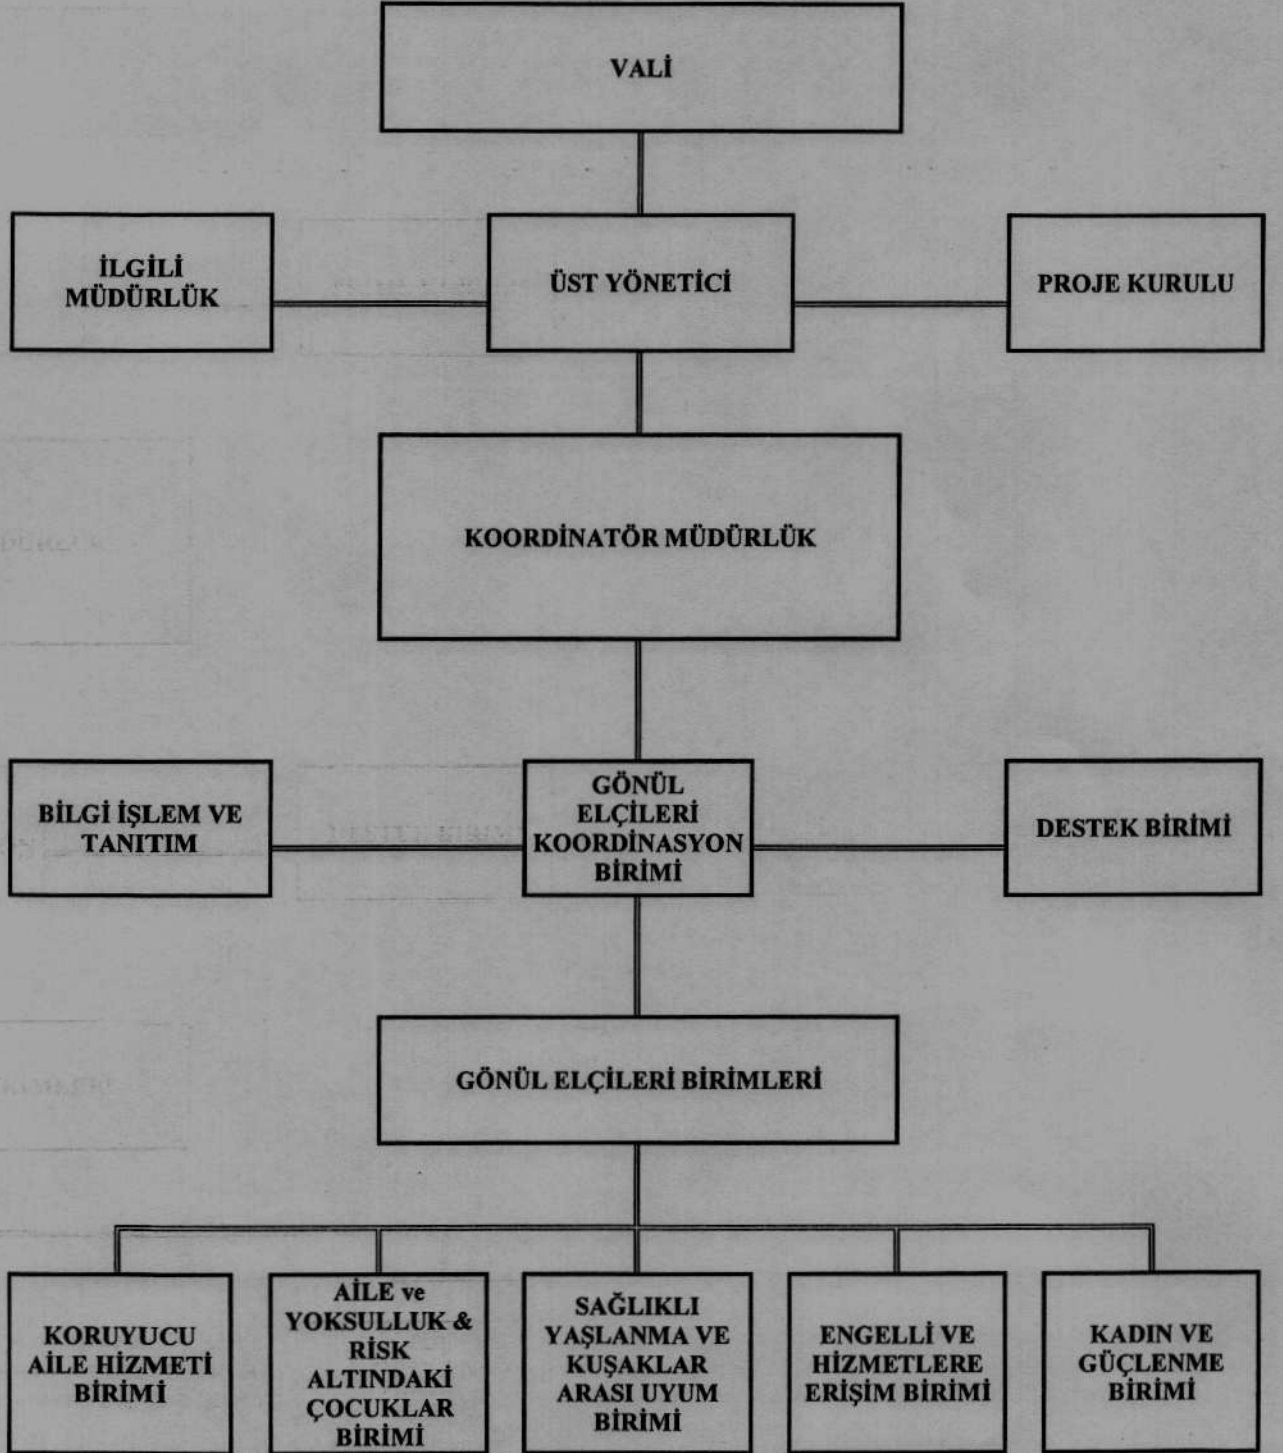 VALİ
İLGİLİ
MÜDÜRLÜK
ÜST YÖNETİCİ
PROJE KURULU
KOORDİNATÖR MÜDÜRLÜK
BİLGİ İŞLEM VE
TANITIM
GÖNÜL
ELÇİLERİ
KOORDINASYON
BİRİMİ
DESTEK BİRİMİ
GÖNÜL ELÇİLERİ BİRİMLERİ
KORUYUCU
AİLE HİZMETİ
BİRİMİ
AİLE ve
YOKSULLUK &
RİSK
ALTINDAKİ
ÇOCUKLAR
BİRİMİ
SAĞLIKLI
YAŞLANMA VE
KUŞAKLAR
ARASI UYUM
BİRİMİ
ENGELLİ VE
HİZMETLERE
ERİŞİM BİRİMİ
KADIN VE
GÜÇLENME
BİRİMİ